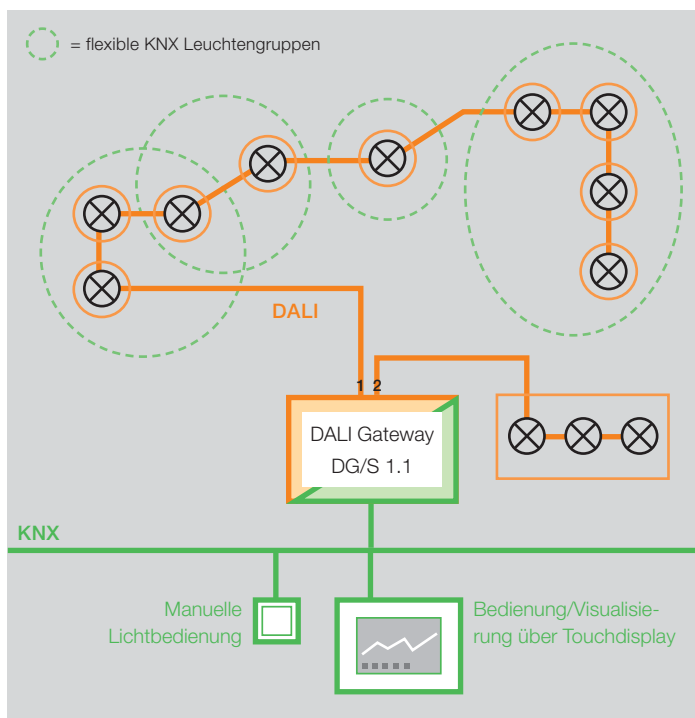 = flexible KNX Leuchtengruppen
DALI
1 2
DALI Gateway
DG/S 1.1
KNX
Manuelle
Lichtbedienung
Bedienung/Visualisie-
rung über Touchdisplay